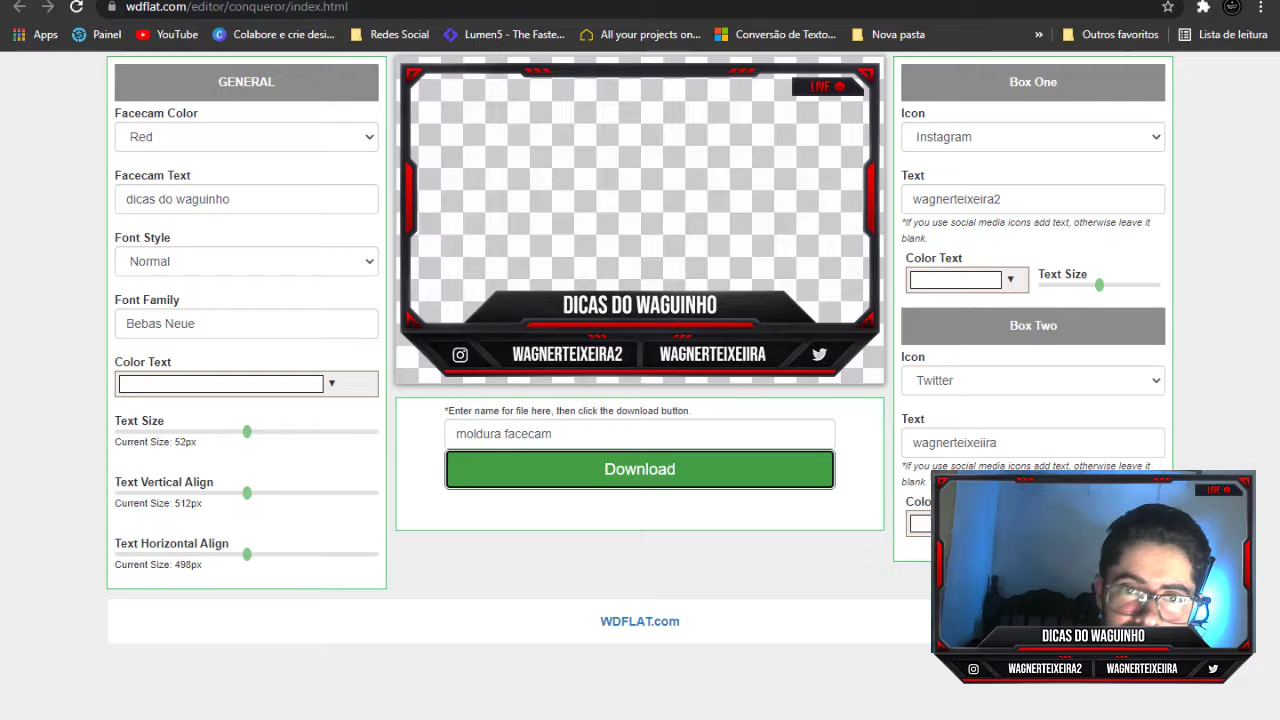 wdflat.com/editor/conqueror/index.html
Apps
Painel
YouTube
Colabore e crie desi...
Redes Social
Lumen5 - The Faste...
All your projects on...
Conversão de Texto...
Nova pasta
»
Outros favoritos
Lista de leitura
GENERAL
Facecam Color
Red
Facecam Text
dicas do waguinho
Font Style
Normal
Font Family
Bebas Neue
Color Text
Text Size
Current Size: 52px
Text Vertical Align
Current Size: 512px
Text Horizontal Align
Current Size: 498px
LIVE
DICAS DO WAGUINHO
WAGNERTEIXEIRA2
WAGNERTEIXEIIRA
*Enter name for file here, then click the download button.
moldura facecam
Download
WDFLAT.com
Box One
Icon
Instagram
Text
wagnerteixeira2
*if you use social media icons add text, otherwise leave it
blank.
Color Text
Text Size
Box Two
Icon
Twitter
Text
wagnerteixeiira
*if you use social media icons add text, otherwise leave it
blank.
LIVE
DICAS DO WAGUINHO
WAGNERTEIXEIRA2
WAGNERTEIXEIIRA